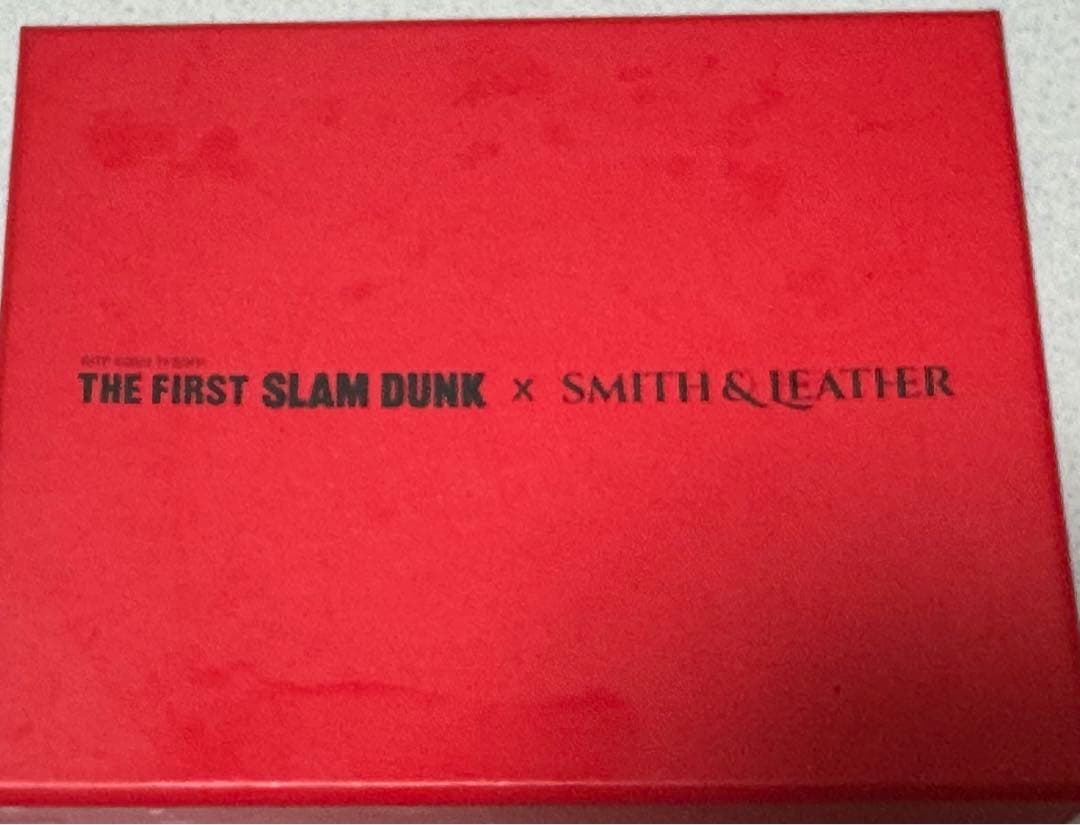 THE FIRST SLAM DUNK × SMITH & LEATHER